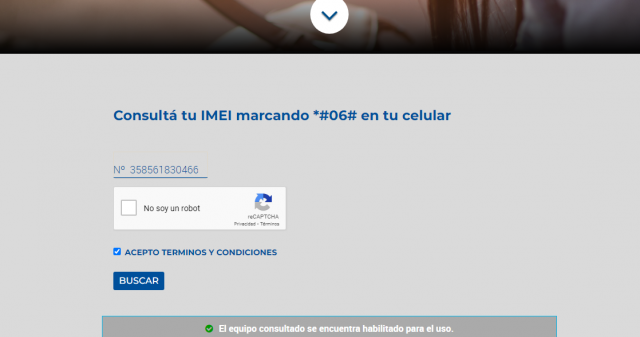 Consultá tu IMEI marcando *#06# en tu celular
Nº 358561830466
No soy un robot
reCAPTCHA
Privacidad - Términos
ACEPTO TERMINOS Y CONDICIONES
BUSCAR
El equipo consultado se encuentra habilitado para el uso.